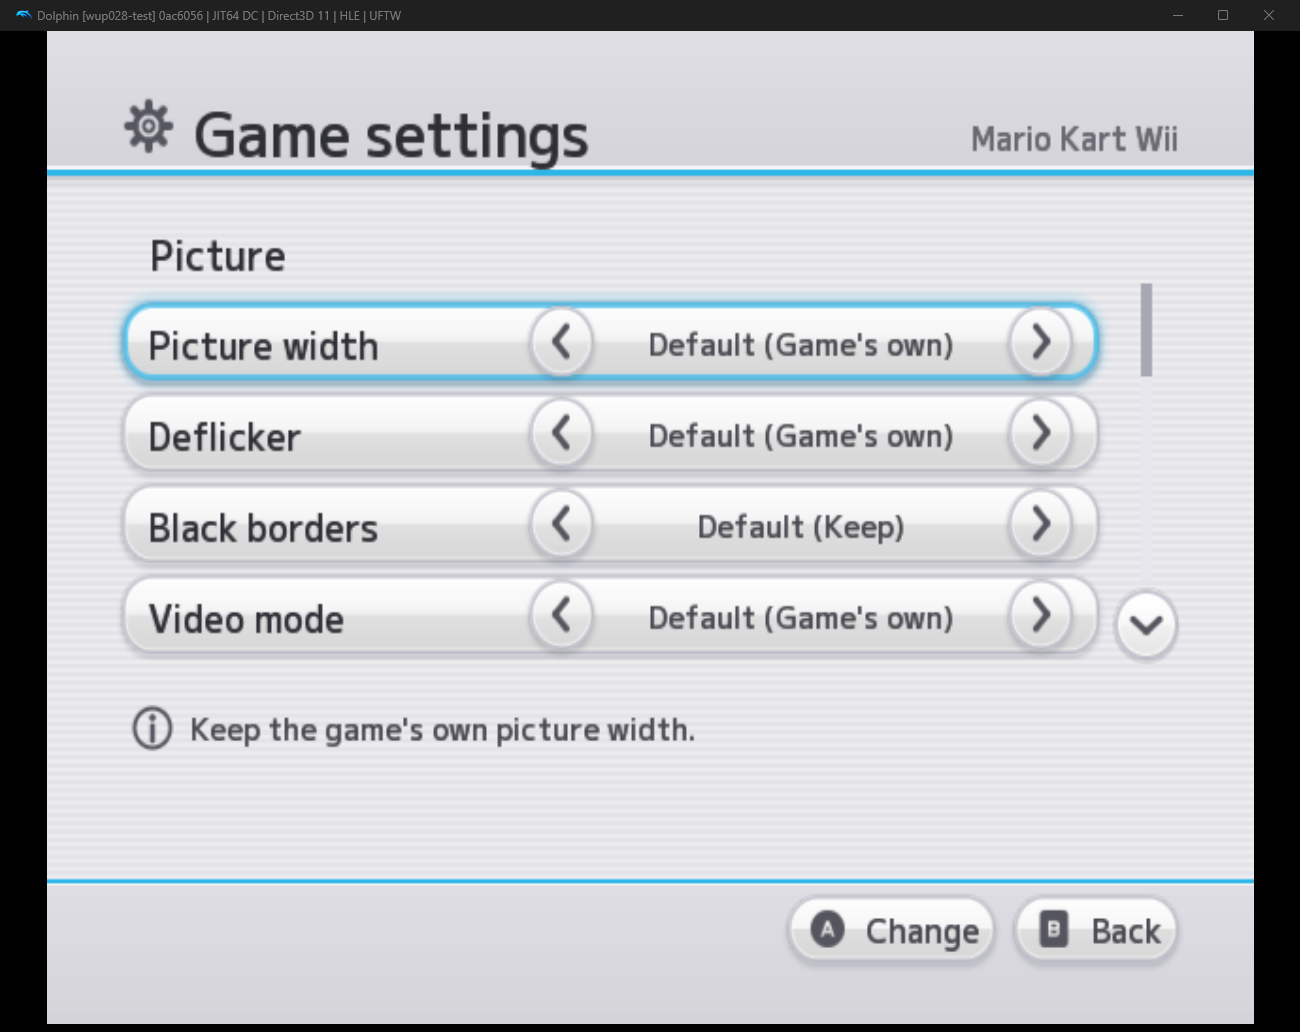 Dolphin [wup028-test] 0ac6056 | JIT64 DC | Direct3D 11 | HLE | UFTW
Game settings
Mario Kart Wii
Picture
Picture width
Default (Game's own)
Deflicker
Default (Game's own)
Black borders
Default (Keep)
Video mode
Default (Game's own)
Keep the game's own picture width.
A Change
B Back